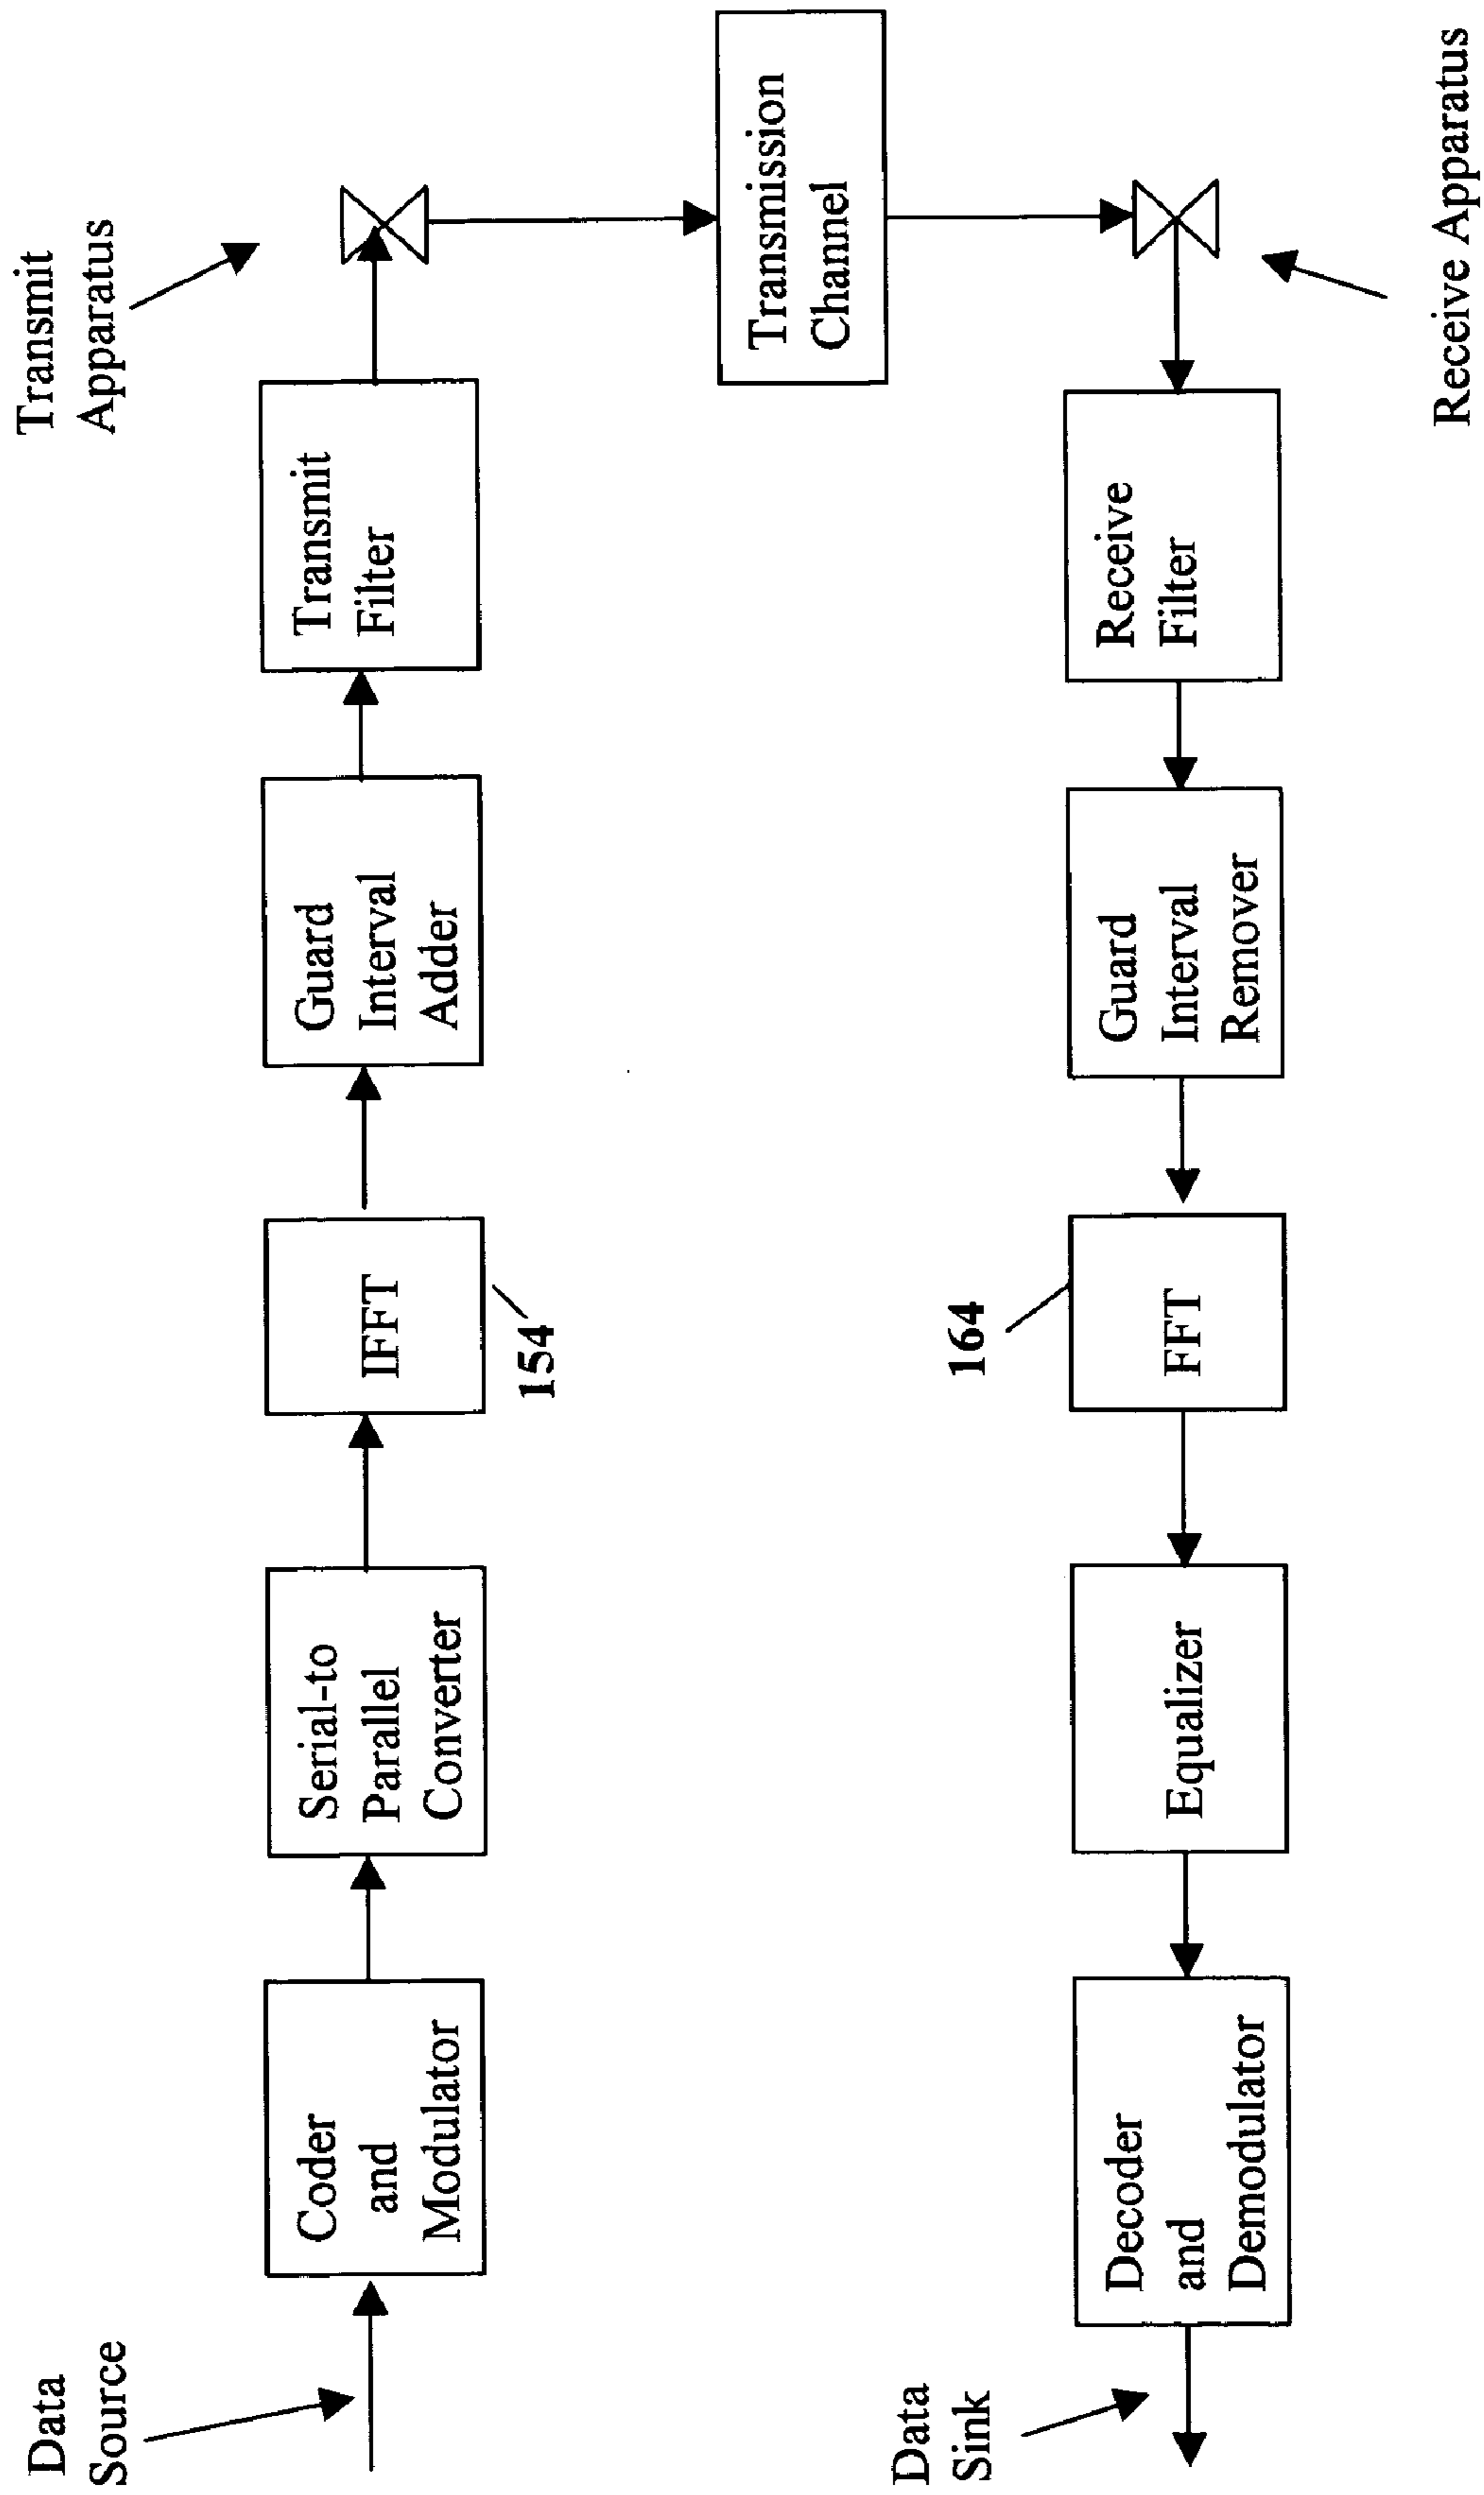 Data
Source
Coder
and
Modulator
Serial-to
Parallel
Converter
IFFT
154
Guard
Interval
Adder
Transmit
Filter
Transmit
Apparatus
Transmission
Channel
Data
Sink
Decoder
and
Demodulator
Equalizer
164
FFT
Guard
Interval
Remover
Receive
Filter
Receive Apparatus